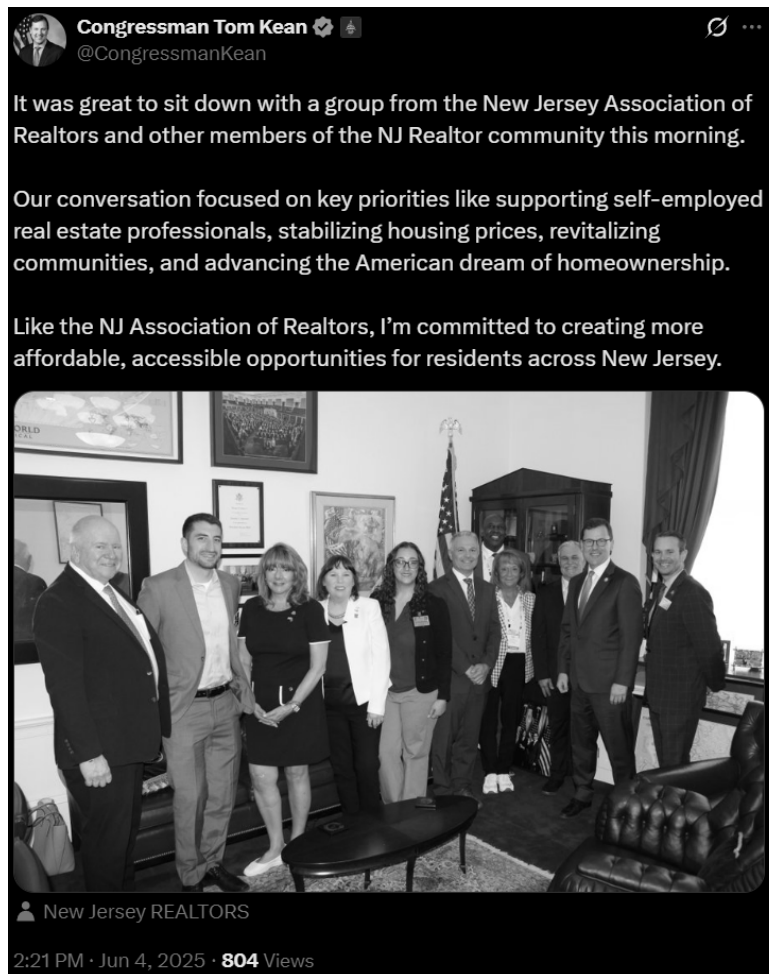 Congressman Tom Kean
@CongressmanKean
It was great to sit down with a group from the New Jersey Association of
Realtors and other members of the NJ Realtor community this morning.
Our conversation focused on key priorities like supporting self-employed
real estate professionals, stabilizing housing prices, revitalizing
communities, and advancing the American dream of homeownership.
Like the NJ Association of Realtors, I’m committed to creating more
affordable, accessible opportunities for residents across New Jersey.
ORLD
New Jersey REALTORS
2:21 PM · Jun 4, 2025 · 804 Views